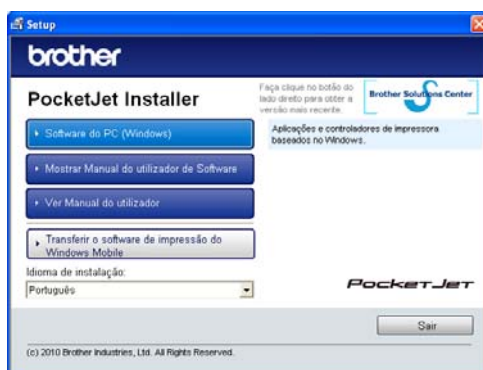 Setup
brother
PocketJet Installer
Faça clique no botão do
lado direito para obter a
versão mais recente.
Brother Solutions Center
Software do PC (Windows)
Aplicações e controladores de impressora
baseados no Windows.
Mostrar Manual do utilizador de Software
Ver Manual do utilizador
Transferir o software de impressão do
Windows Mobile
Idioma de instalação:
Português
PocketJet
Sair
(c) 2010 Brother Industries, Ltd. All Rights Reserved.